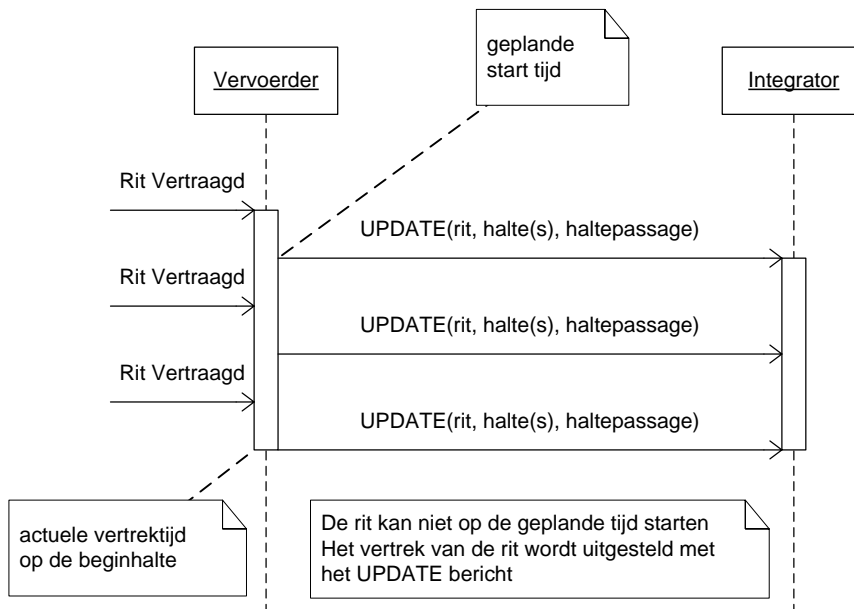 geplande
start tijd
Vervoerder
Integrator
Rit Vertraagd
UPDATE(rit, halte(s), haltepassage)
Rit Vertraagd
UPDATE(rit, halte(s), haltepassage)
Rit Vertraagd
UPDATE(rit, halte(s), haltepassage)
actuele vertrektijd
op de beginhalte
De rit kan niet op de geplande tijd starten
Het vertrek van de rit wordt uitgesteld met
het UPDATE bericht